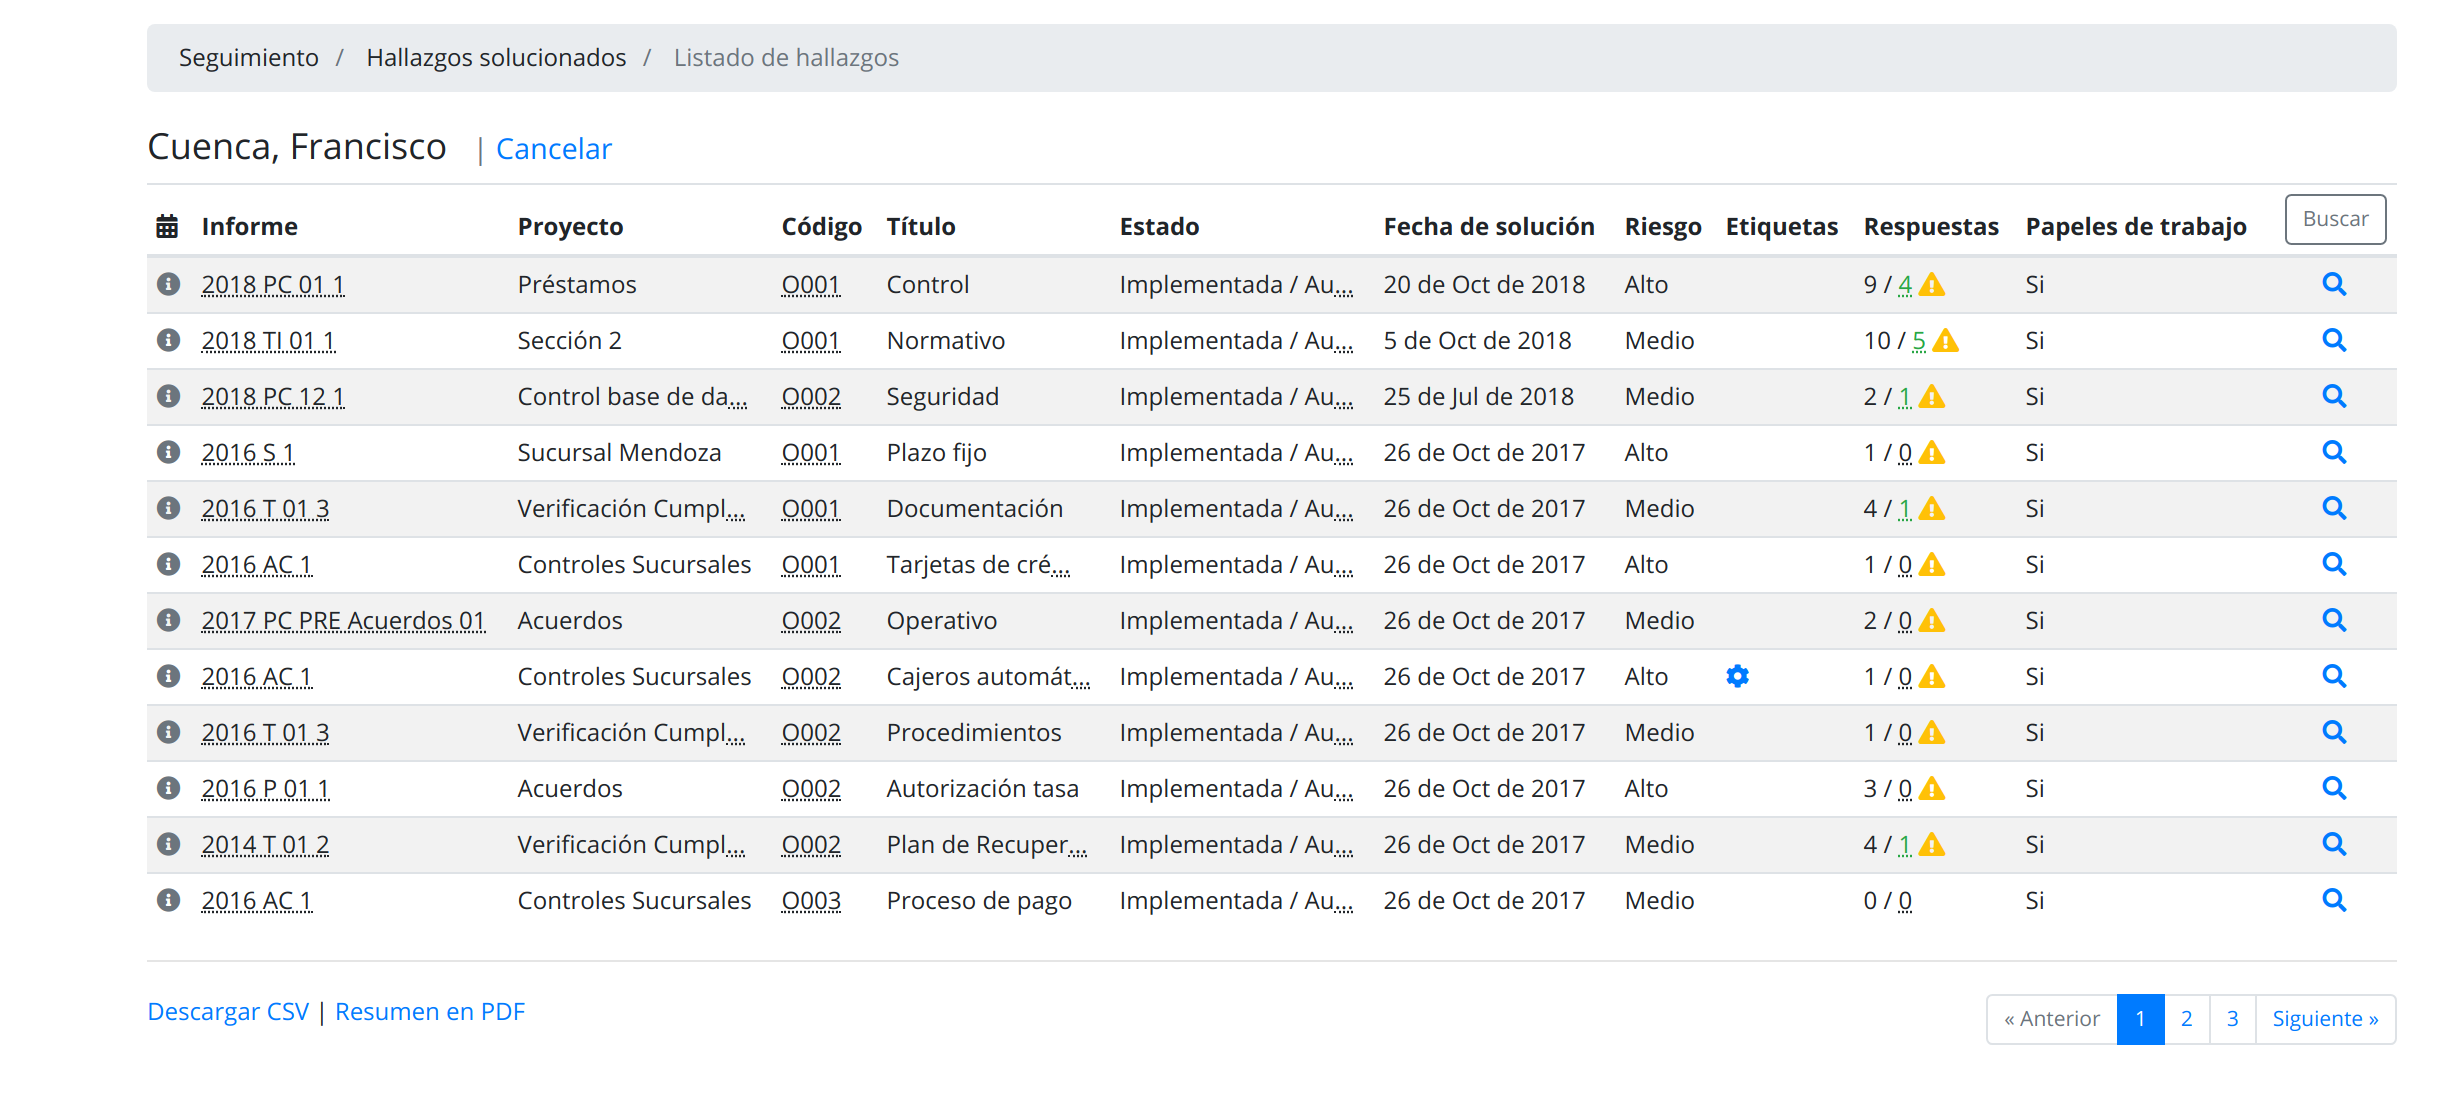 Seguimiento / Hallazgos solucionados / Listado de hallazgos
Cuenca, Francisco | Cancelar
Informe Proyecto Código Título Estado Fecha de solución Riesgo Etiquetas Respuestas Papeles de trabajo Buscar
2018 PC 01 1 Préstamos O001 Control Implementada / Au... 20 de Oct de 2018 Alto 9 / 4 Si
2018 TI 01 1 Sección 2 O001 Normativo Implementada / Au... 5 de Oct de 2018 Medio 10 / 5 Si
2018 PC 12 1 Control base de da... O002 Seguridad Implementada / Au... 25 de Jul de 2018 Medio 2 / 1 Si
2016 S 1 Sucursal Mendoza O001 Plazo fijo Implementada / Au... 26 de Oct de 2017 Alto 1 / 0 Si
2016 T 01 3 Verificación Cumpl... O001 Documentación Implementada / Au... 26 de Oct de 2017 Medio 4 / 1 Si
2016 AC 1 Controles Sucursales O001 Tarjetas de cré... Implementada / Au... 26 de Oct de 2017 Alto 1 / 0 Si
2017 PC PRE Acuerdos 01 Acuerdos O002 Operativo Implementada / Au... 26 de Oct de 2017 Medio 2 / 0 Si
2016 AC 1 Controles Sucursales O002 Cajeros automát... Implementada / Au... 26 de Oct de 2017 Alto 1 / 0 Si
2016 T 01 3 Verificación Cumpl... O002 Procedimientos Implementada / Au... 26 de Oct de 2017 Medio 1 / 0 Si
2016 P 01 1 Acuerdos O002 Autorización tasa Implementada / Au... 26 de Oct de 2017 Alto 3 / 0 Si
2014 T 01 2 Verificación Cumpl... O002 Plan de Recuper... Implementada / Au... 26 de Oct de 2017 Medio 4 / 1 Si
2016 AC 1 Controles Sucursales O003 Proceso de pago Implementada / Au... 26 de Oct de 2017 Medio 0 / 0 Si
Descargar CSV | Resumen en PDF
« Anterior 1 2 3 Siguiente »